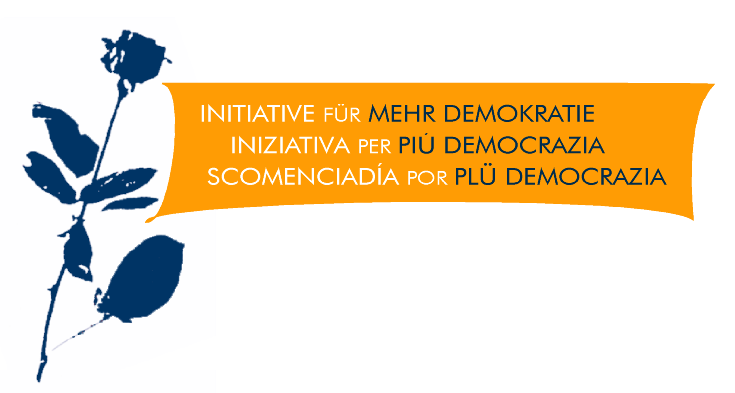 INITIATIVE FÜR MEHR DEMOKRATIE
INIZIATIVA PER PIÚ DEMOCRAZIA
SCOMENCIADÍA POR PLÜ DEMOCRAZIA